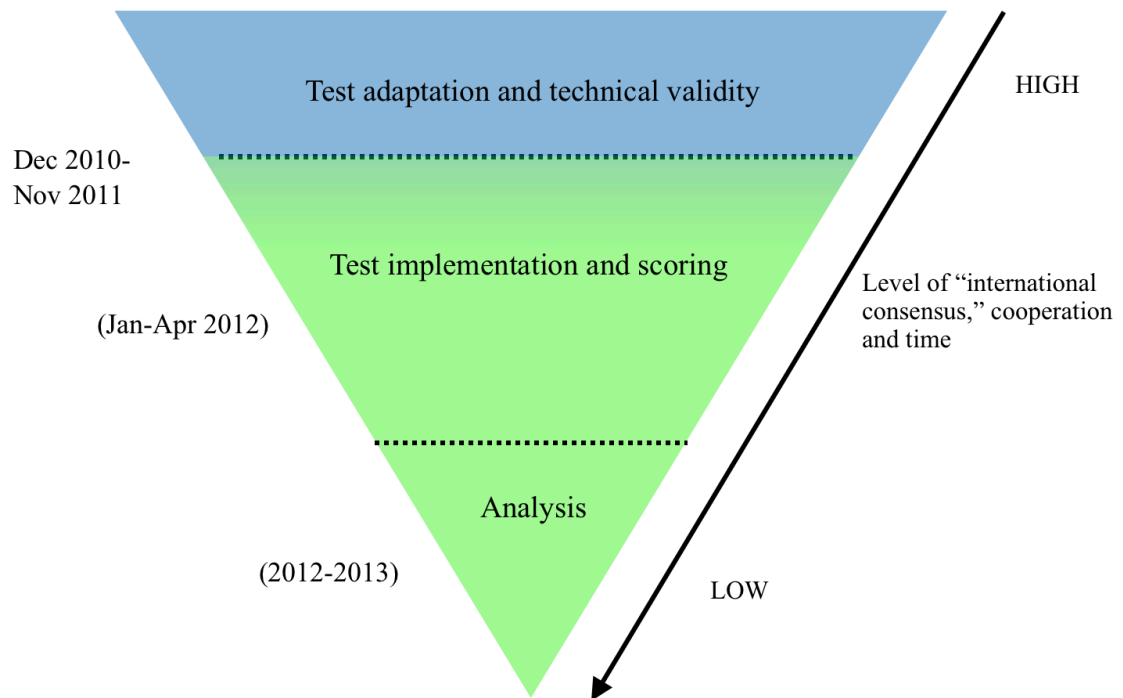 Test adaptation and technical validity
HIGH
Dec 2010-
Nov 2011
Test implementation and scoring
Level of “international
consensus,” cooperation
and time
(Jan-Apr 2012)
Analysis
(2012-2013)
LOW